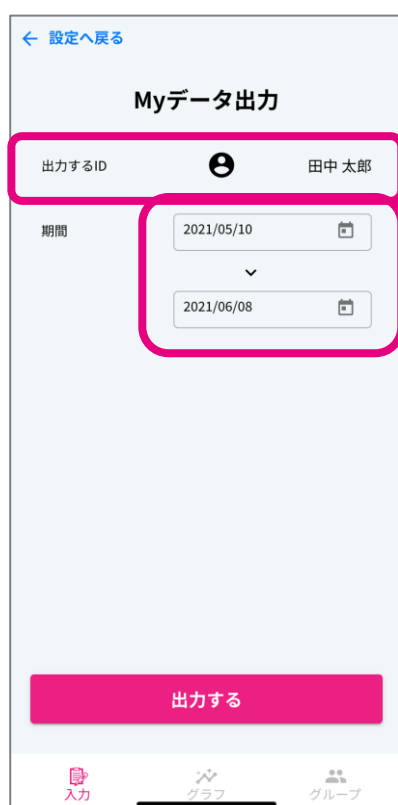 設定へ戻る
Myデータ出力
出力するID 田中 太郎
期間 2021/05/10
2021/06/08
出力する
入力 グラフ グループ